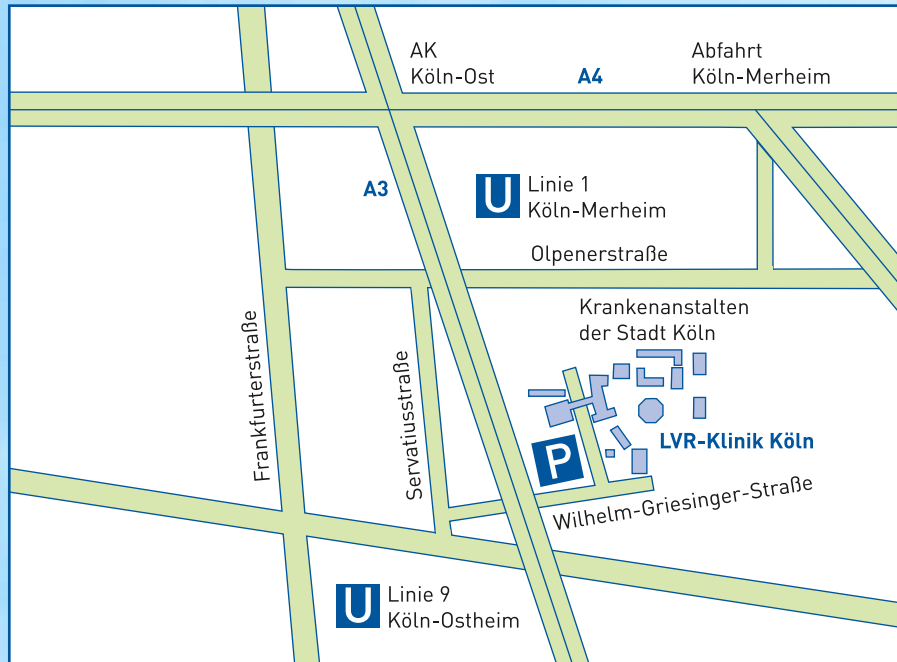 AK
Köln-Ost
A4
Abfahrt
Köln-Merheim
A3
U
Linie 1
Köln-Merheim
Olpenerstraße
Krankenanstalten
der Stadt Köln
Frankfurterstraße
Servatiusstraße
LVR-Klinik Köln
P
Wilhelm-Griesinger-Straße
U
Linie 9
Köln-Ostheim